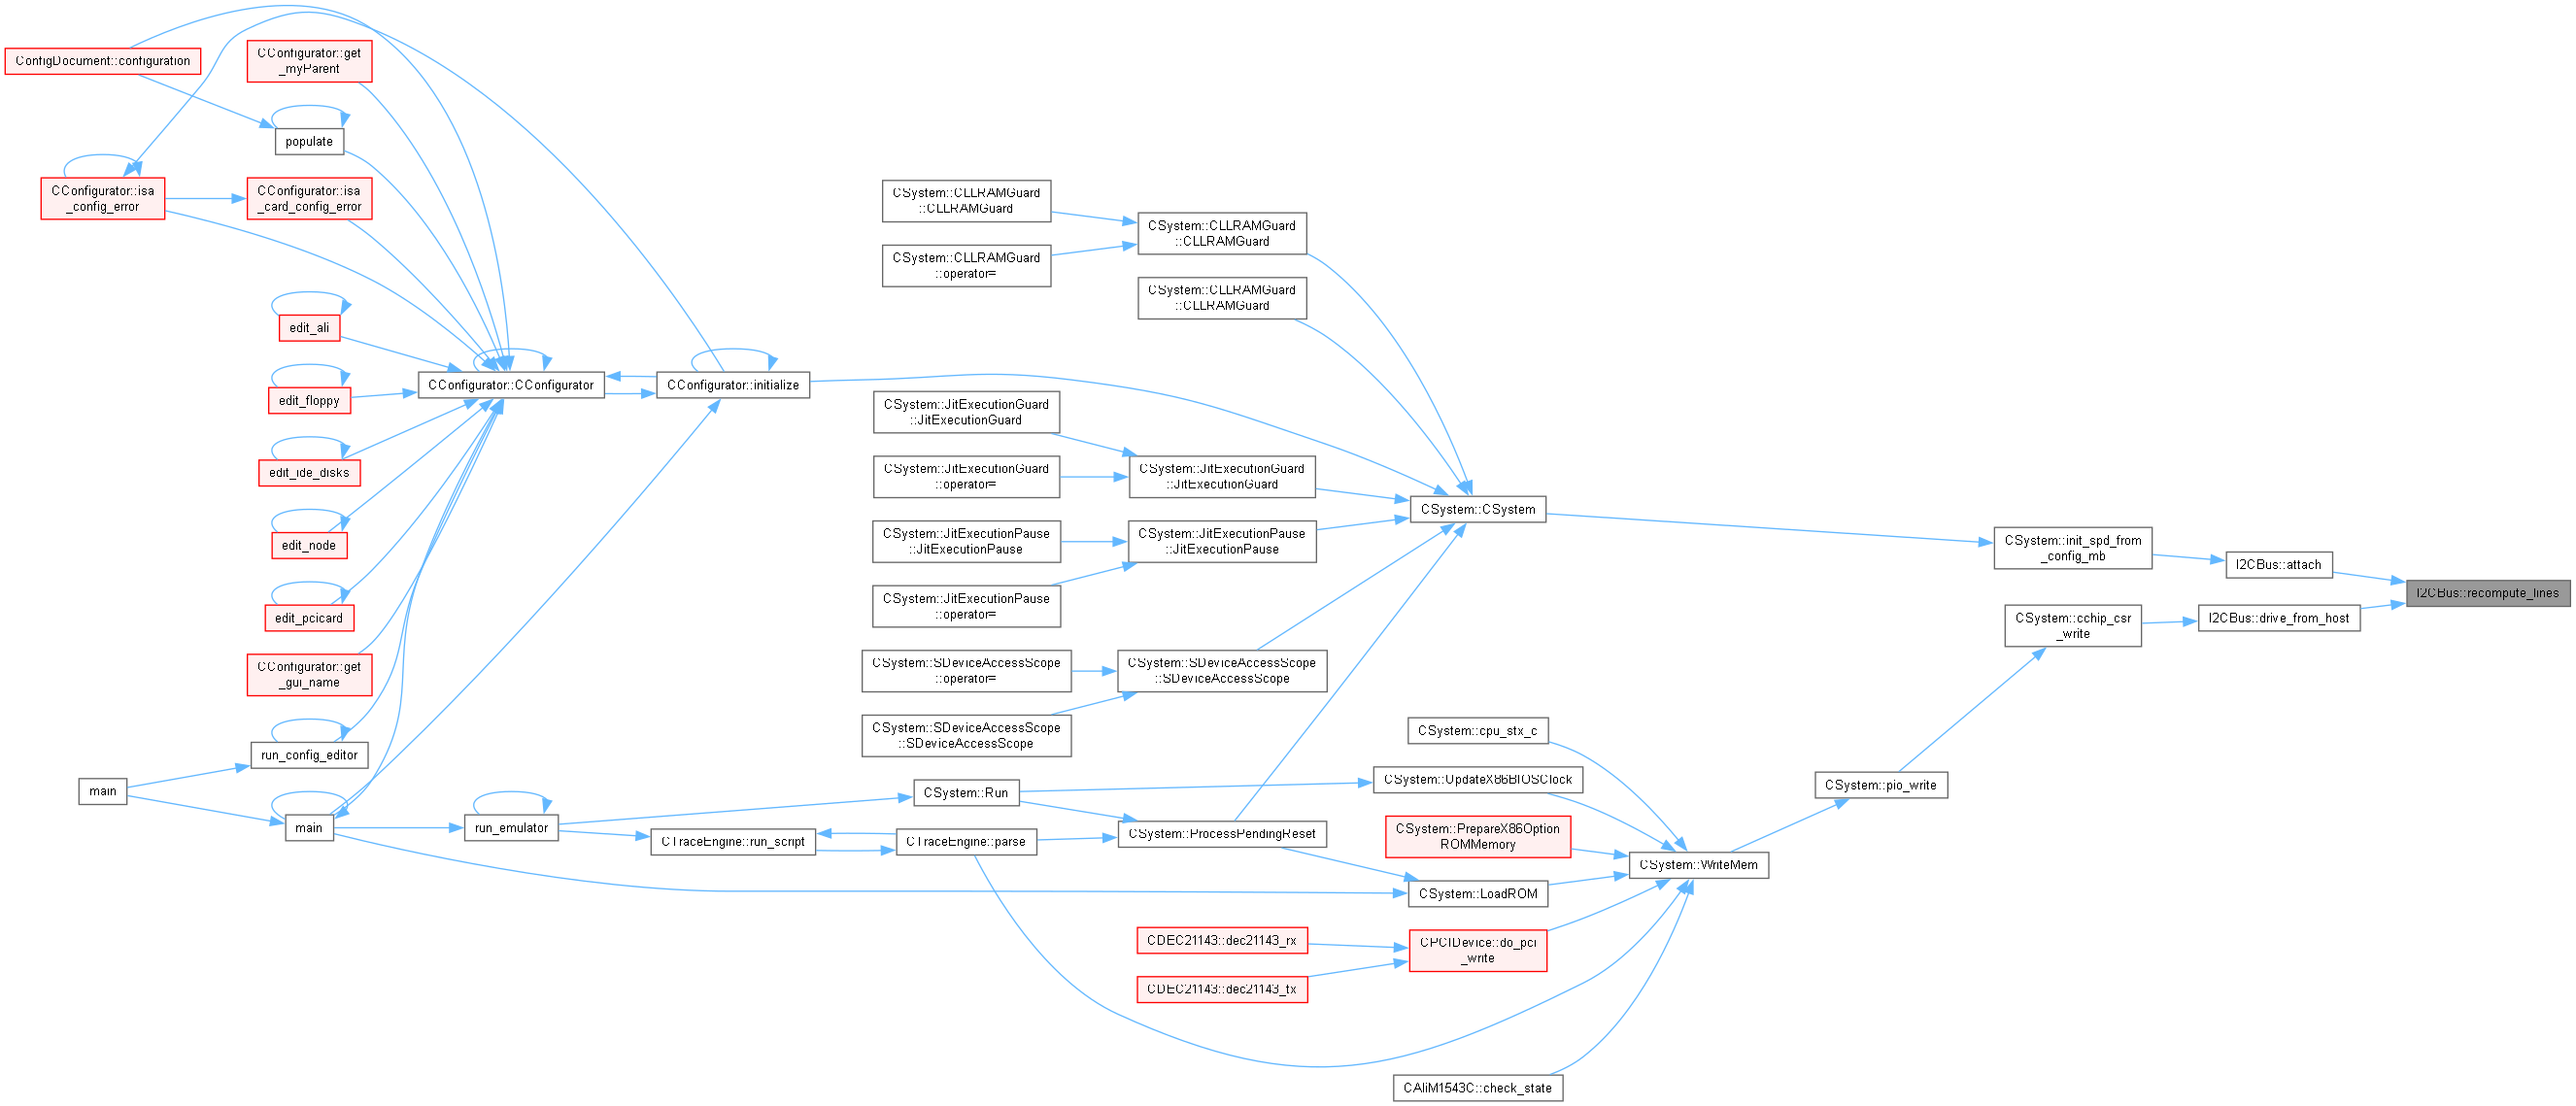 ConfigDocument::configuration
CConfigurator::get
_myParent
populate
CConfigurator::isa
_config_error
CConfigurator::isa
_card_config_error
edit_ali
edit_floppy
edit_ide_disks
edit_node
edit_pcicard
CConfigurator::get
_gui_name
run_config_editor
main
main
CConfigurator::CConfigurator
CConfigurator::initialize
run_emulator
CTraceEngine::run_script
CSystem::CLLRAMGuard
::CLLRAMGuard
CSystem::CLLRAMGuard
::operator=
CSystem::JitExecutionGuard
::JitExecutionGuard
CSystem::JitExecutionGuard
::operator=
CSystem::JitExecutionPause
::JitExecutionPause
CSystem::JitExecutionPause
::operator=
CSystem::SDeviceAccessScope
::operator=
CSystem::SDeviceAccessScope
::SDeviceAccessScope
CSystem::Run
CTraceEngine::parse
CSystem::CLLRAMGuard
::CLLRAMGuard
CSystem::CLLRAMGuard
::CLLRAMGuard
CSystem::JitExecutionGuard
::JitExecutionGuard
CSystem::JitExecutionPause
::JitExecutionPause
CSystem::SDeviceAccessScope
::SDeviceAccessScope
CSystem::ProcessPendingReset
CDEC21143::dec21143_rx
CDEC21143::dec21143_tx
CSystem::CSystem
CSystem::cpu_stx_c
CSystem::UpdateX86BIOSClock
CSystem::PrepareX86Option
ROMMemory
CSystem::LoadROM
CPCIDevice::do_pci
_write
CAliM1543C::check_state
CSystem::WriteMem
CSystem::pio_write
CSystem::init_spd_from
_config_mb
CSystem::cchip_csr
_write
I2CBus::attach
I2CBus::drive_from_host
I2CBus::recompute_lines